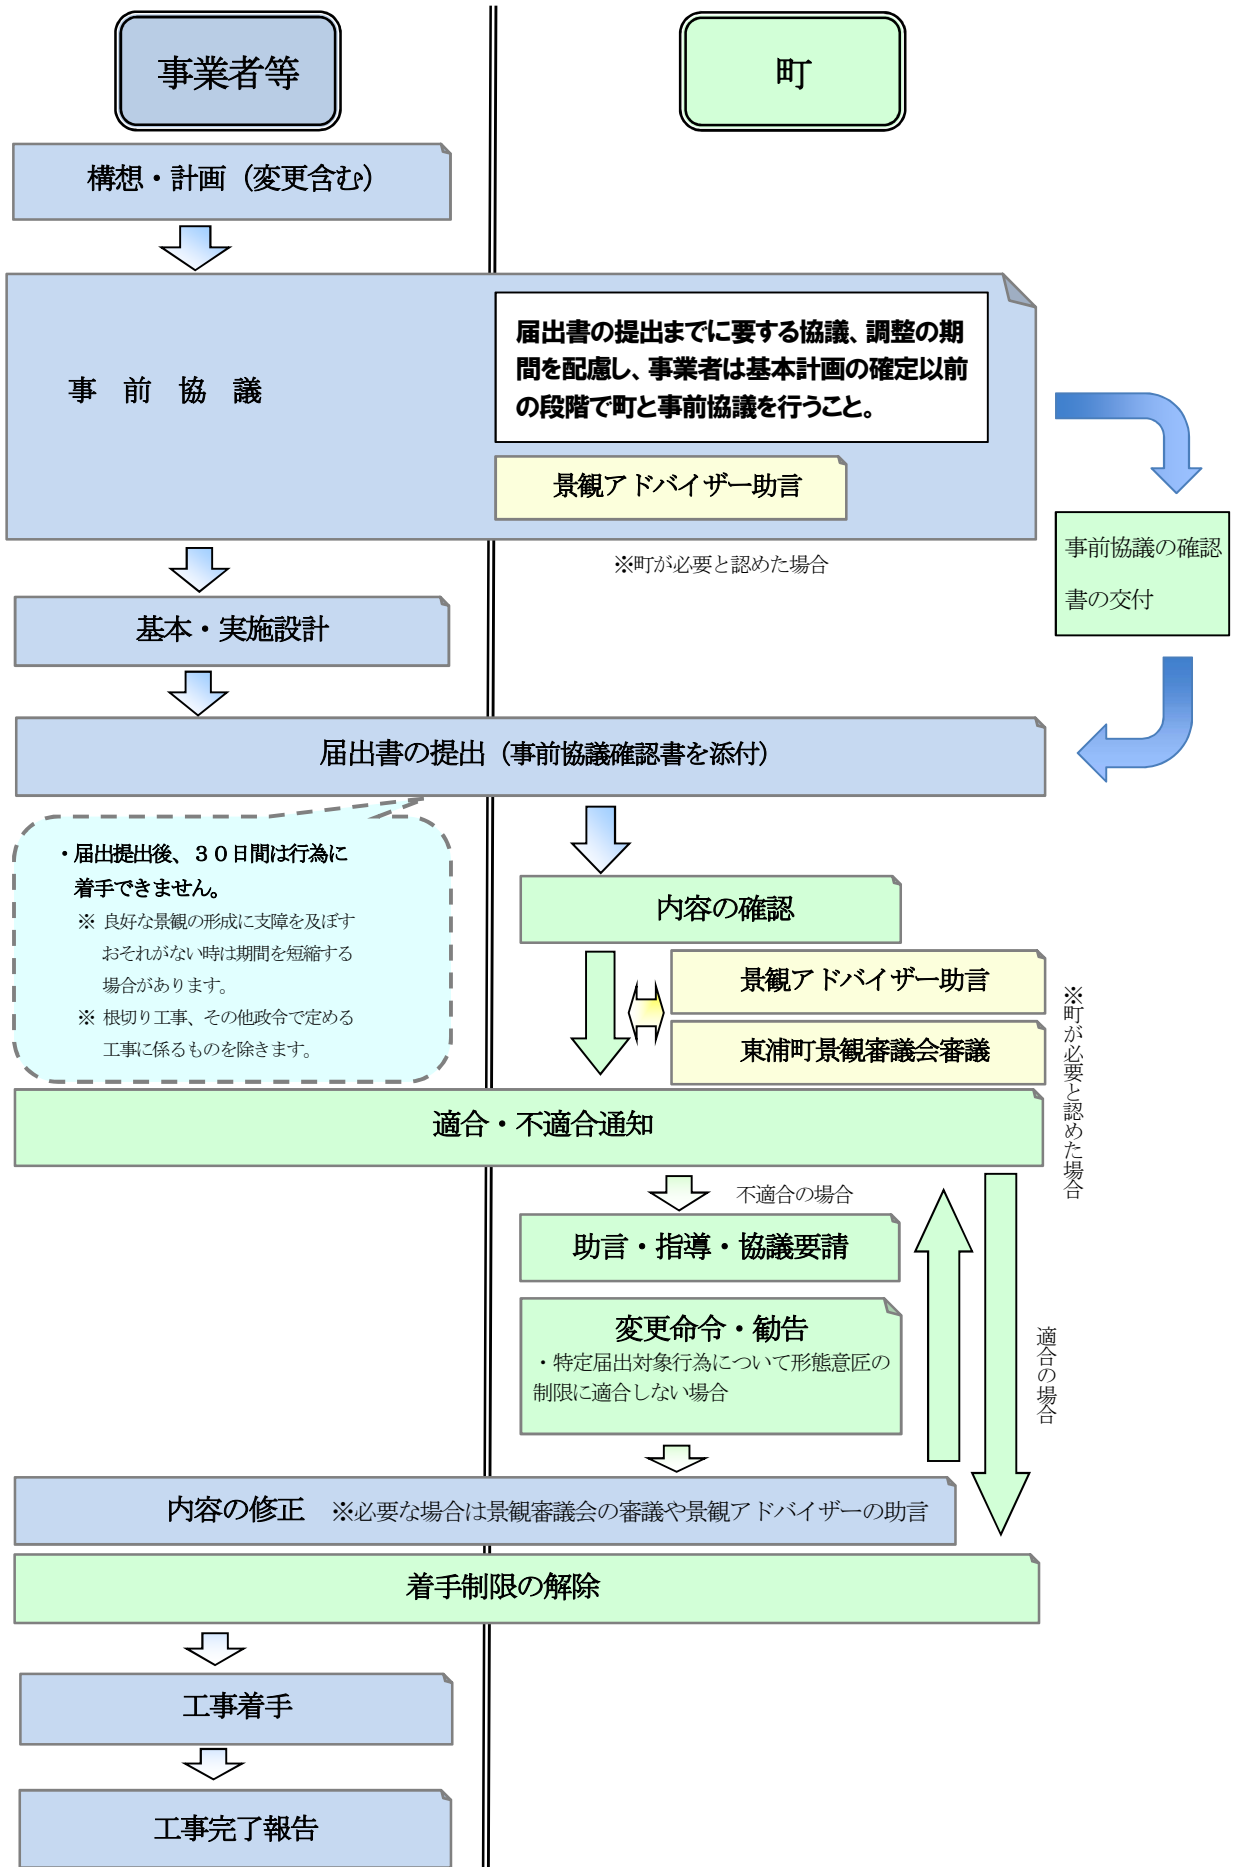 事業者等
町
構想・計画（変更含む）
事　前　協　議
届出書の提出までに要する協議、調整の期
間を配慮し、事業者は基本計画の確定以前
の段階で町と事前協議を行うこと。
景観アドバイザー助言
※町が必要と認めた場合
事前協議の確認
書の交付
基本・実施設計
届出書の提出（事前協議確認書を添付）
・届出提出後、３０日間は行為に
着手できません。
※ 良好な景観の形成に支障を及ぼす
おそれがない時は期間を短縮する
場合があります。
※ 根切り工事、その他政令で定める
工事に係るものを除きます。
内容の確認
景観アドバイザー助言
東浦町景観審議会審議
※町が必要と認めた場合
適合・不適合通知
不適合の場合
助言・指導・協議要請
変更命令・勧告
・特定届出対象行為について形態意匠の
制限に適合しない場合
適合の場合
内容の修正　※必要な場合は景観審議会の審議や景観アドバイザーの助言
着手制限の解除
工事着手
工事完了報告